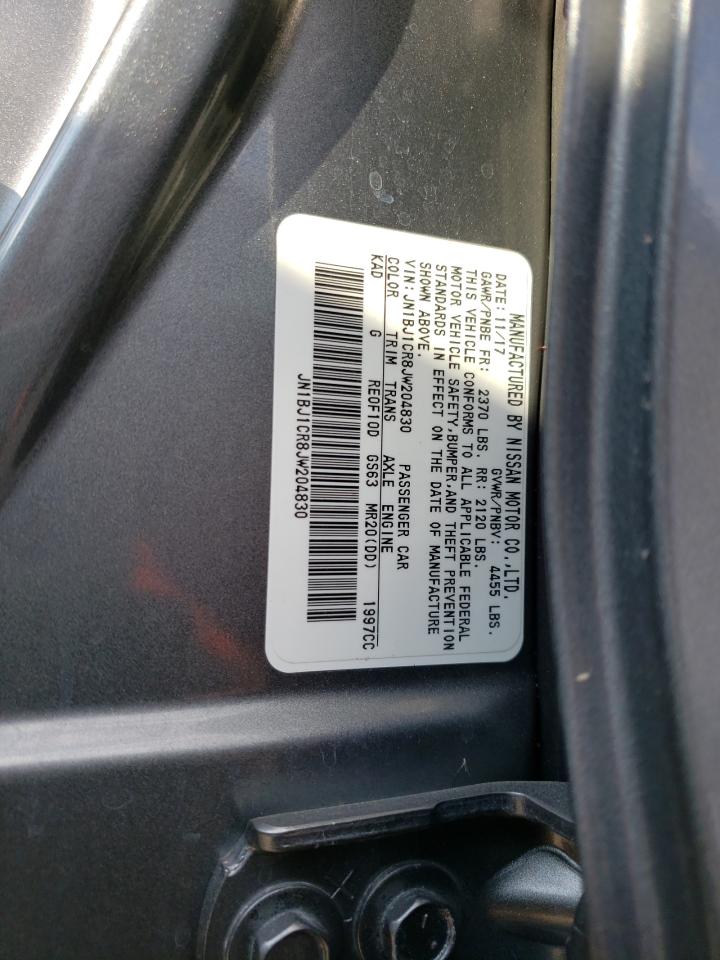 MANUFACTURED BY NISSAN MOTOR CO.,LTD.
DATE: 11/17 GVWR/PNBV: 4455 LBS.
GAWR/PNBE FR: 2370 LBS. RR: 2120 LBS.
THIS VEHICLE CONFORMS TO ALL APPLICABLE FEDERAL
MOTOR VEHICLE SAFETY,BUMPER,AND THEFT PREVENTION
STANDARDS IN EFFECT ON THE DATE OF MANUFACTURE
SHOWN ABOVE.
VIN:JN1BJ1CR8JW204830 PASSENGER CAR
COLOR TRIM TRANS AXLE ENGINE
KAD G RE0F10D GS63 MR20(DD) 1997CC
JN1BJ1CR8JW204830